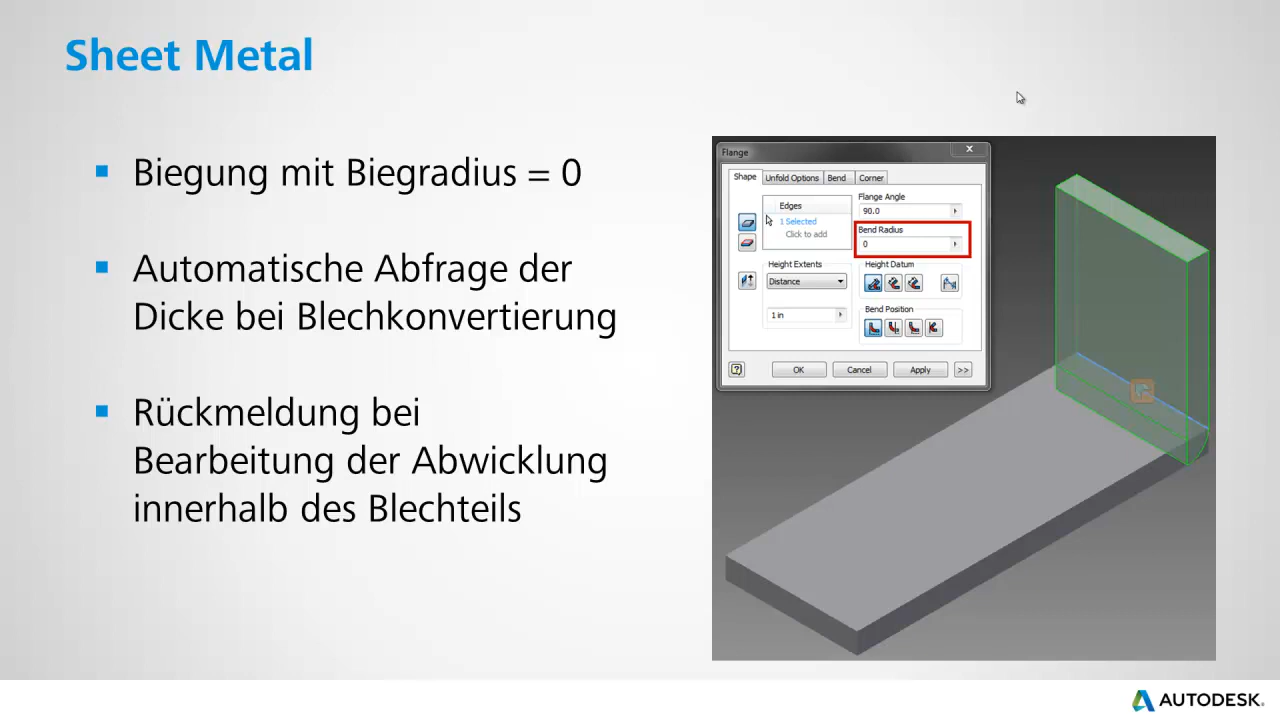 Sheet Metal
Biegung mit Biegradius = 0
Automatische Abfrage der
Dicke bei Blechkonvertierung
Rückmeldung bei
Bearbeitung der Abwicklung
innerhalb des Blechteils
Flange
Shape Unfold Options Bend Corner
Edges
1 Selected
Click to add
Flange Angle
90.0
Bend Radius
0
Height Extents
Distance
1 in
Height Datum
Bend Position
OK Cancel Apply >>
AUTODESK.